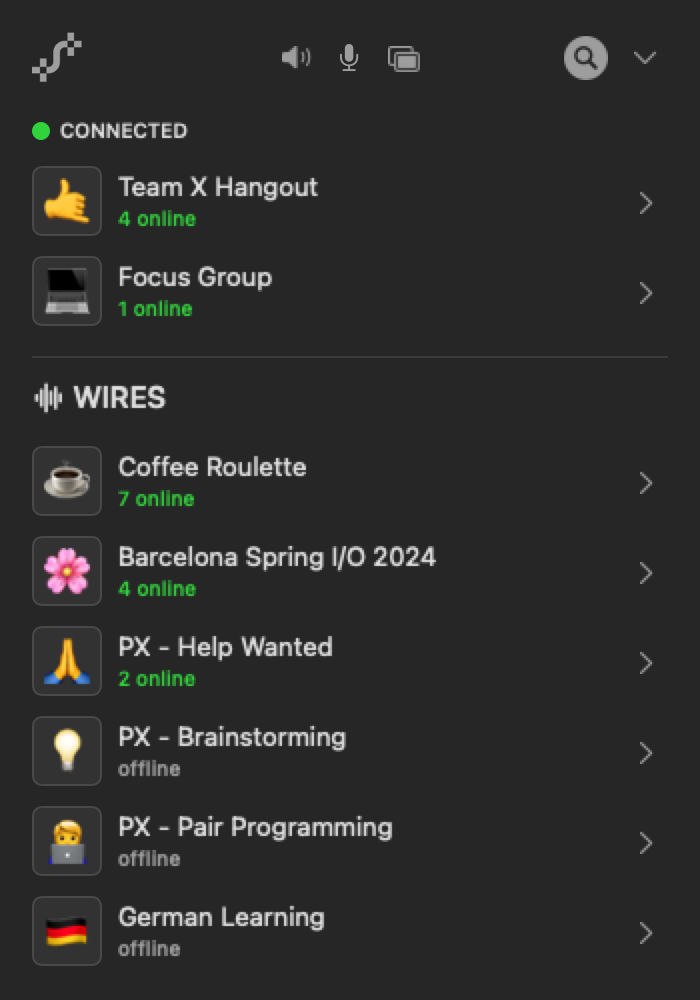 CONNECTED
Team X Hangout
4 online
Focus Group
1 online
WIRES
Coffee Roulette
7 online
Barcelona Spring I/O 2024
4 online
PX - Help Wanted
2 online
PX - Brainstorming
offline
PX - Pair Programming
offline
German Learning
offline